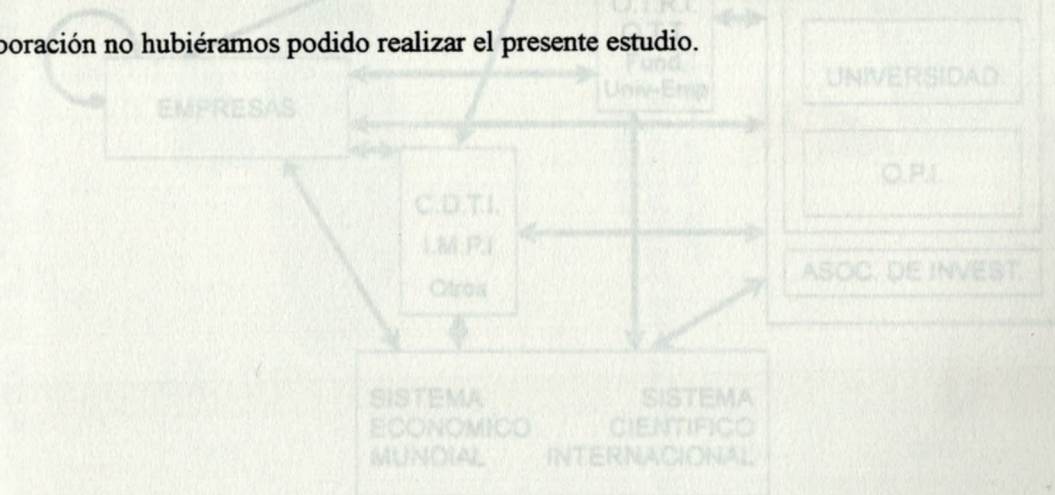 boración no hubiéramos podido realizar el presente estudio.
O.T.R.I.
O.T.T.
Fund.
Univ-Emp
UNIVERSIDAD
EMPRESAS
O.P.I.
C.D.T.I.
I.M.P.I
Otros
ASOC. DE INVEST.
SISTEMA SISTEMA
ECONOMICO CIENTIFICO
MUNDIAL INTERNACIONAL